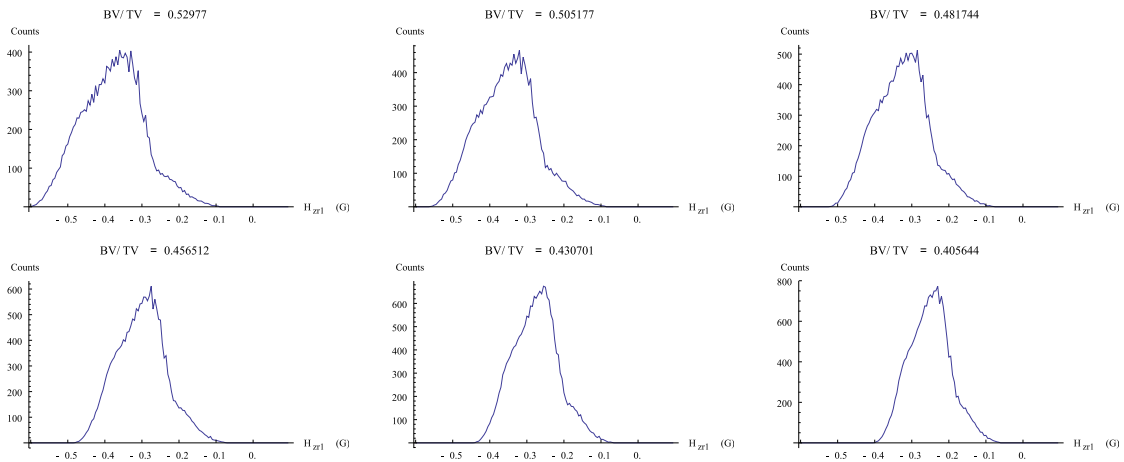 BV/ TV = 0.52977
Counts
400
300
200
100
- 0.5 - 0.4 - 0.3 - 0.2 - 0.1 0.
H zr1 (G)
BV/ TV = 0.505177
Counts
400
300
200
100
- 0.5 - 0.4 - 0.3 - 0.2 - 0.1 0.
H zr1 (G)
BV/ TV = 0.481744
Counts
500
400
300
200
100
- 0.5 - 0.4 - 0.3 - 0.2 - 0.1 0.
H zr1 (G)
BV/ TV = 0.456512
Counts
600
500
400
300
200
100
- 0.5 - 0.4 - 0.3 - 0.2 - 0.1 0.
H zr1 (G)
BV/ TV = 0.430701
Counts
600
500
400
300
200
100
- 0.5 - 0.4 - 0.3 - 0.2 - 0.1 0.
H zr1 (G)
BV/ TV = 0.405644
Counts
800
600
400
200
- 0.5 - 0.4 - 0.3 - 0.2 - 0.1 0.
H zr1 (G)